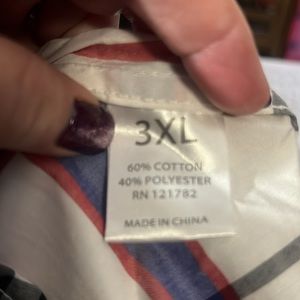 3XL
60% COTTON
40% POLYESTER
RN 121782
MADE IN CHINA